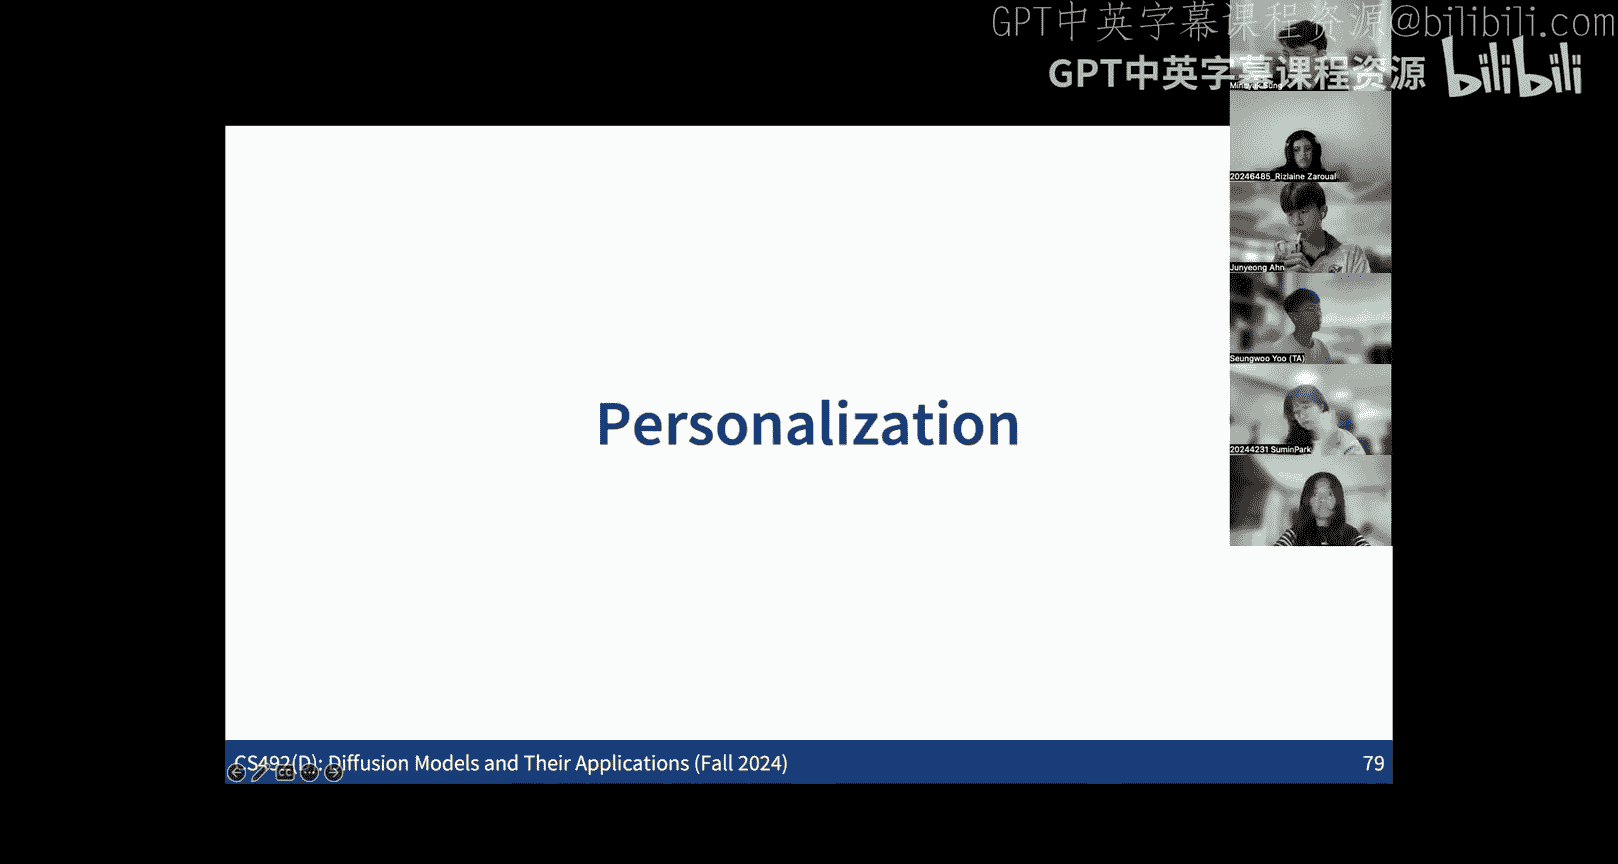 GPT中英字幕课程资源@bilibili.com
GPT中英字幕课程资源 bilibili
Minhyuk Sung
20246485_Rizlaine Zaroual
Junyeong Ahn
Seungwoo Yoo (TA)
20244231 SuminPark
Personalization
CS492(D): Diffusion Models and Their Applications (Fall 2024)
79